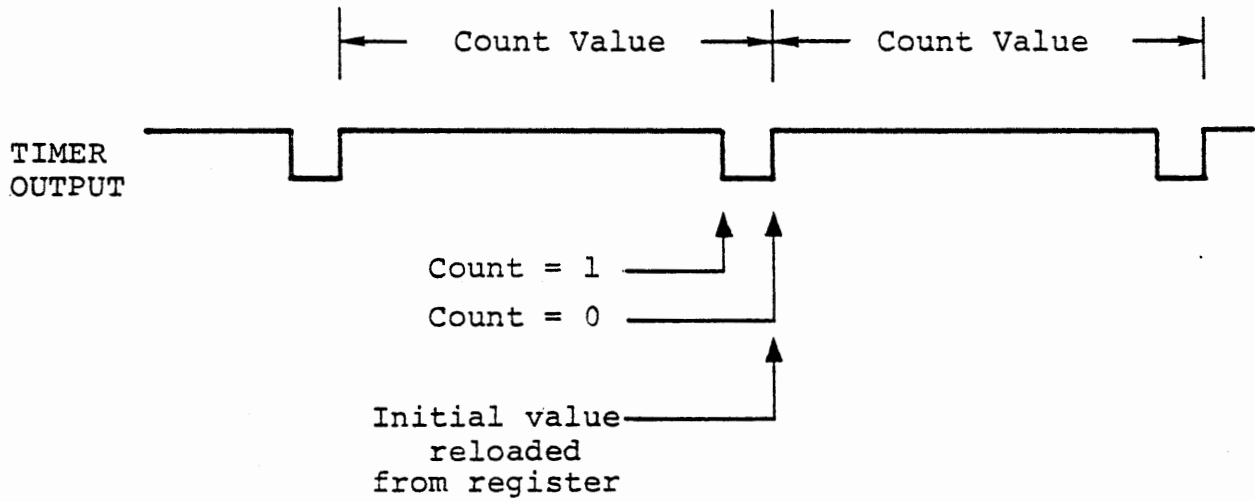 Count Value
Count Value
TIMER
OUTPUT
Count = 1
Count = 0
Initial value
reloaded
from register